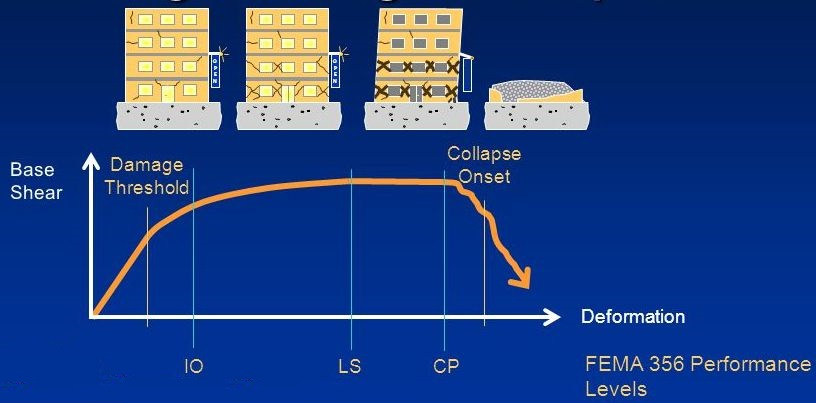 OPEN
OPEN
Base
Shear
Damage
Threshold
Collapse
Onset
Deformation
IO
LS
CP
FEMA 356 Performance
Levels